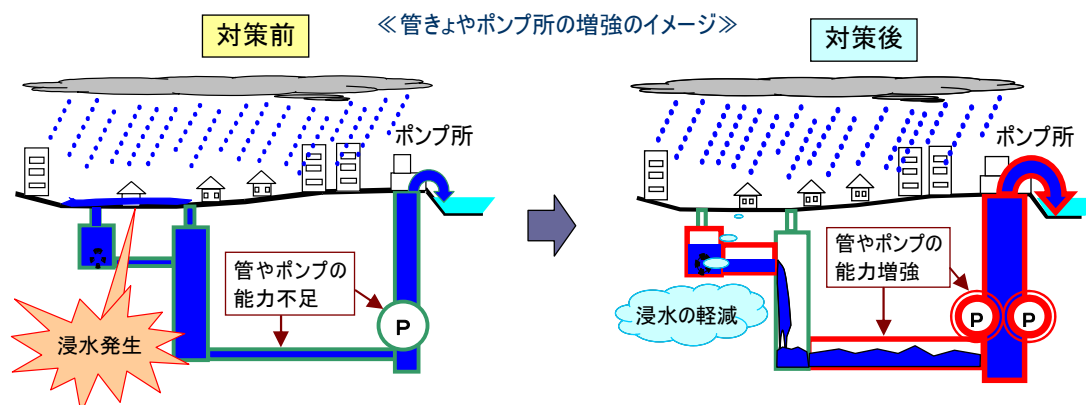 ≪管きょやポンプ所の増強のイメージ≫
対策前
ポンプ所
管やポンプの
能力不足
P
浸水発生
対策後
ポンプ所
管やポンプの
能力増強
P
P
浸水の軽減